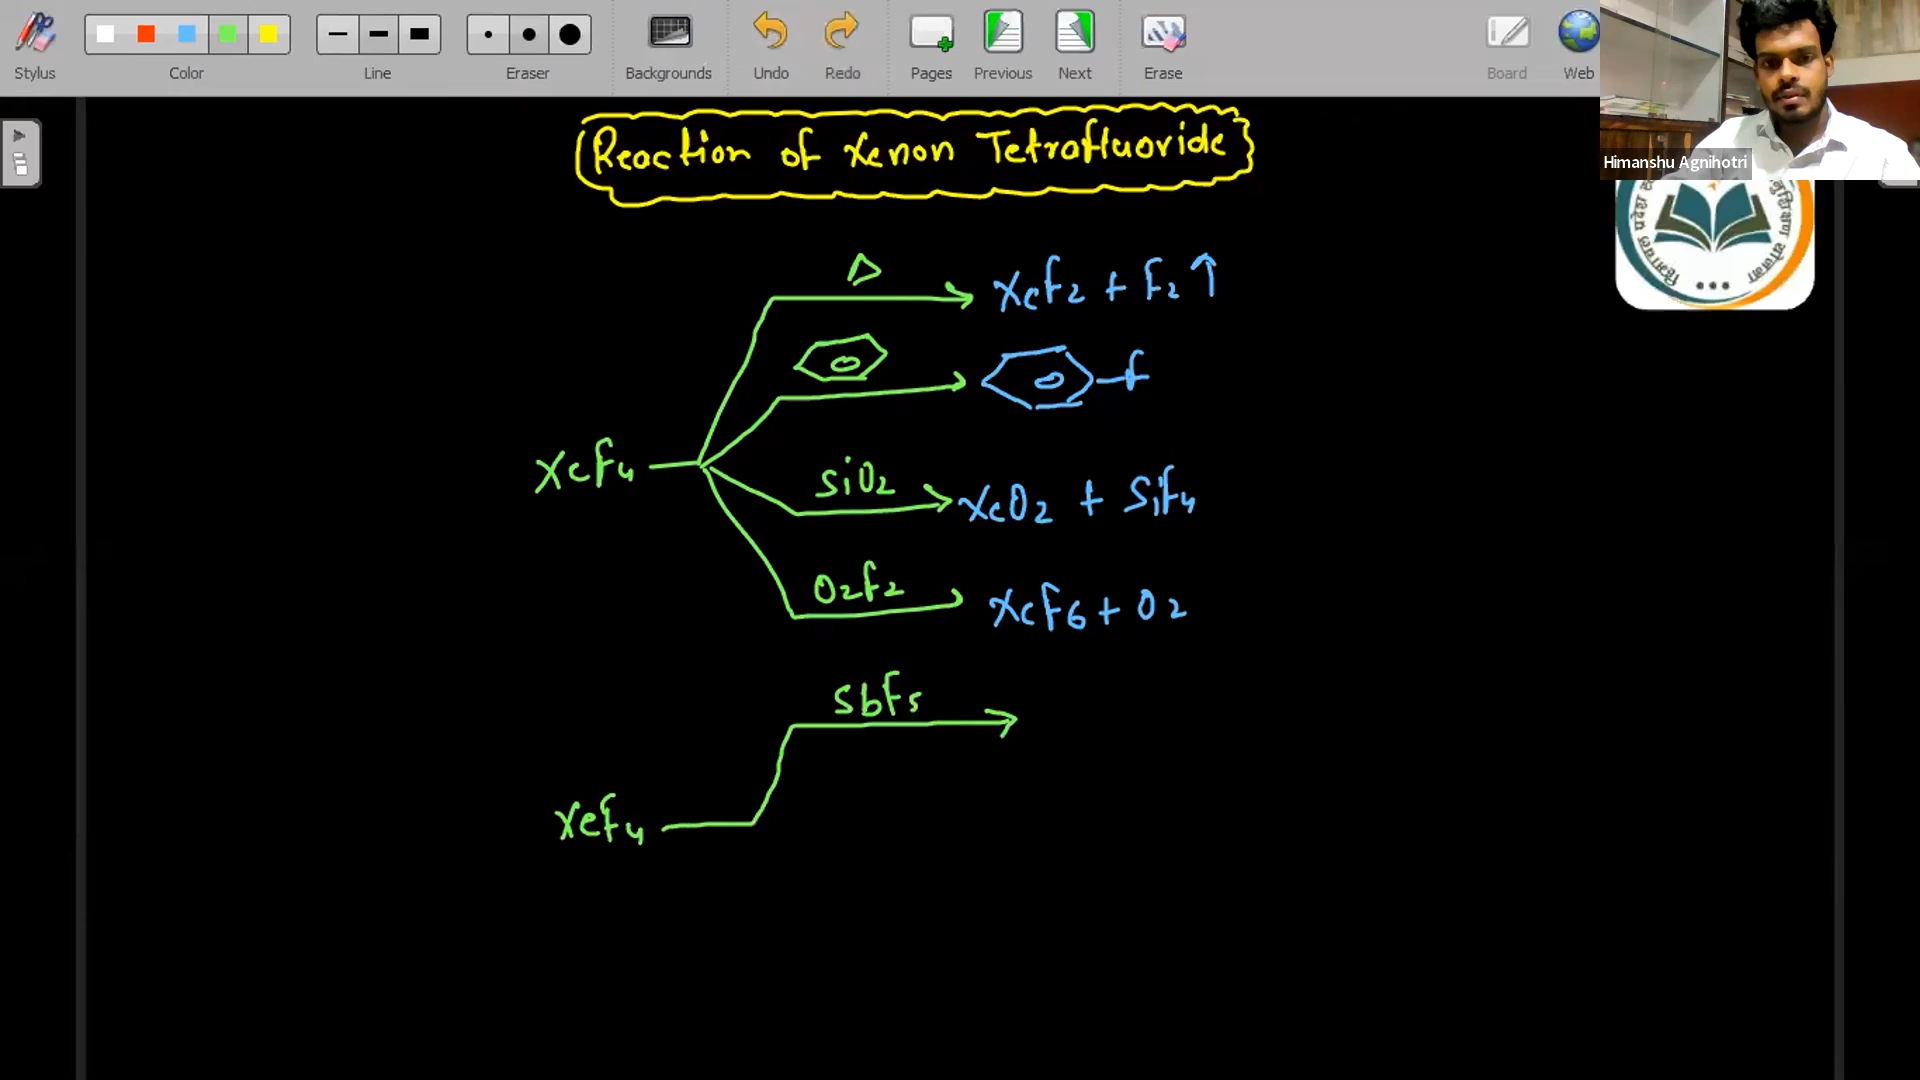 Stylus Color Line Eraser Backgrounds Undo Redo Pages Previous Next Erase Board Web
Himanshu Agnihotri
Reaction of Xenon Tetrofluoride
Δ
XeF4 → XeF2 + F2 ↑
F
SiO2
XeO2 + SiF4
O2F2
XeF6 + O2
SbF5
XeF4